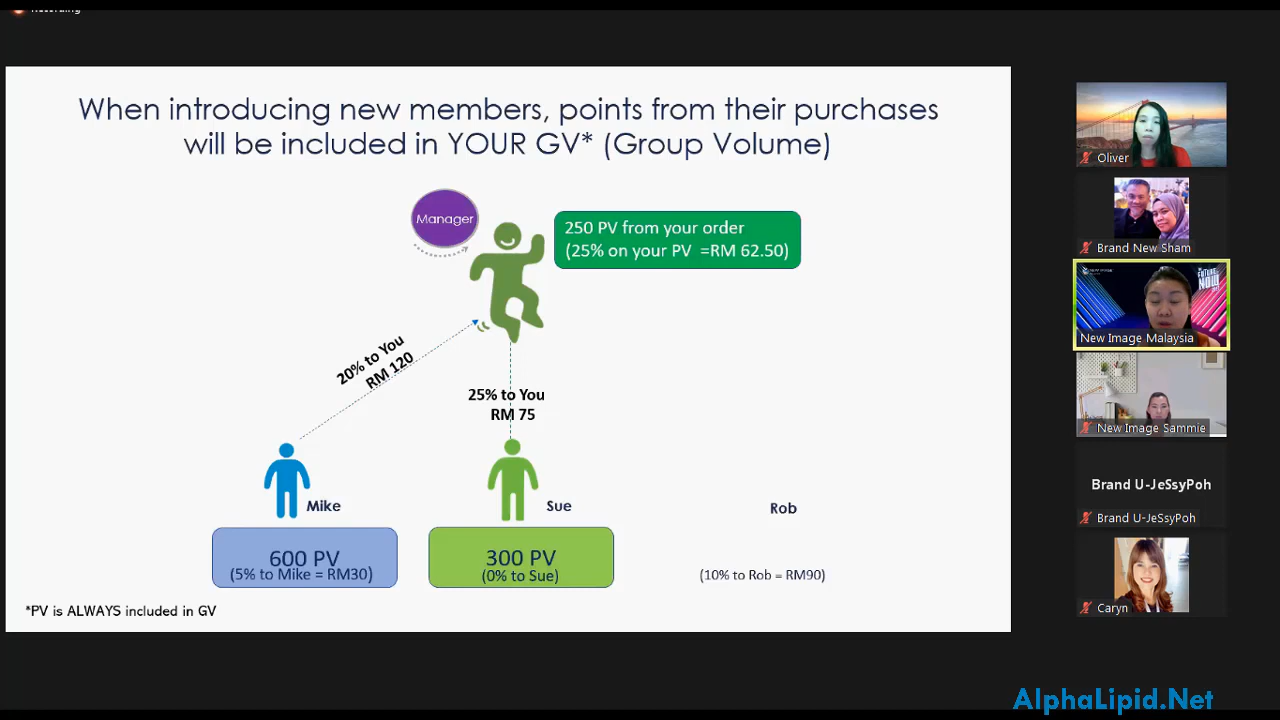 Recording
When introducing new members, points from their purchases
will be included in YOUR GV* (Group Volume)
Manager
250 PV from your order
(25% on your PV =RM 62.50)
20% to You
RM 120
25% to You
RM 75
Mike
Sue
Rob
600 PV
(5% to Mike = RM30)
300 PV
(0% to Sue)
(10% to Rob = RM90)
*PV is ALWAYS included in GV
Oliver
Brand New Sham
FUTURE
NOW
New Image Malaysia
New Image Sammie
Brand U-JeSsyPoh
Brand U-JeSsyPoh
Caryn
AlphaLipid.Net